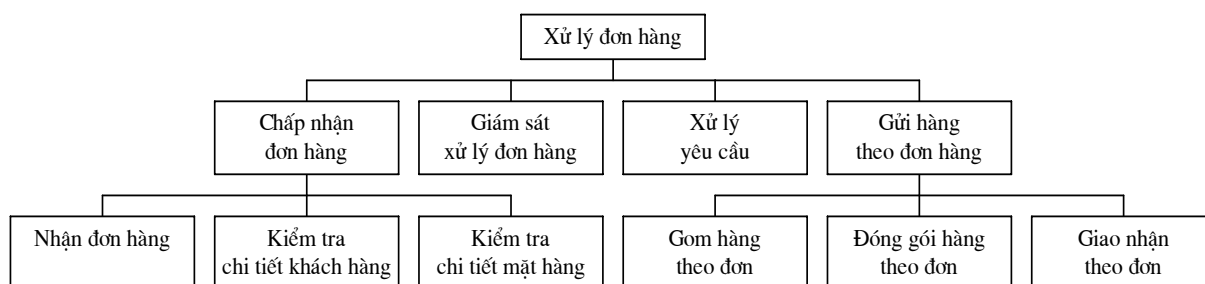 Xử lý đơn hàng
Chấp nhận
đơn hàng
Giám sát
xử lý đơn hàng
Xử lý
yêu cầu
Gửi hàng
theo đơn hàng
Nhận đơn hàng
Kiểm tra
chi tiết khách hàng
Kiểm tra
chi tiết mặt hàng
Gom hàng
theo đơn
Đóng gói hàng
theo đơn
Giao nhận
theo đơn